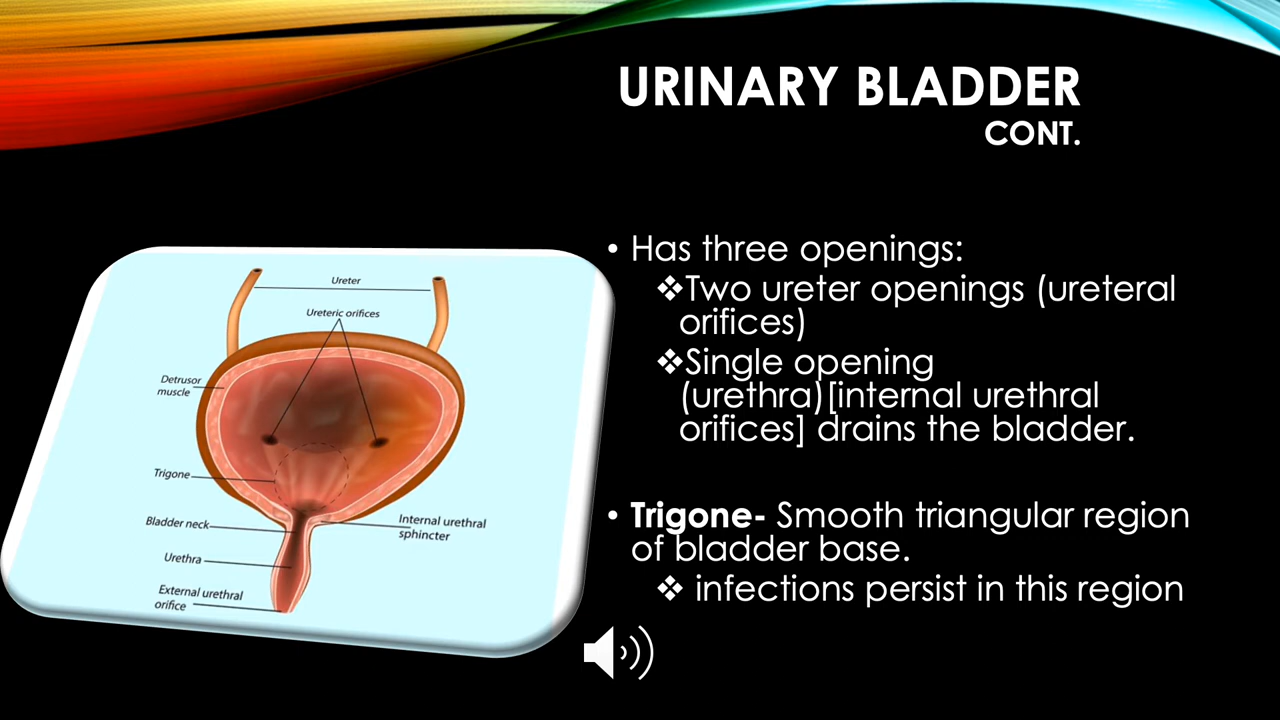 URINARY BLADDER
CONT.
• Has three openings:
❖Two ureter openings (ureteral
orifices)
❖Single opening
(urethra)[internal urethral
orifices] drains the bladder.
• Trigone- Smooth triangular region
of bladder base.
❖ infections persist in this region
Ureter
Ureteric orifices
Detrusor
muscle
Trigone
Bladder neck
Internal urethral
sphincter
Urethra
External urethral
orifice